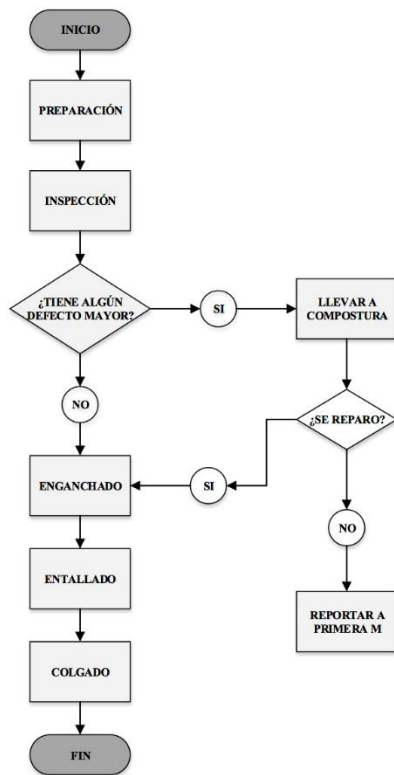 INICIO
PREPARACIÓN
INSPECCIÓN
¿TIENE ALGÚN
DEFECTO MAYOR?
SI
LLEVAR A
COMPOSTURA
NO
¿SE REPARO?
ENGANCHADO
SI
NO
ENTALLADO
REPORTAR A
PRIMERA M
COLGADO
FIN